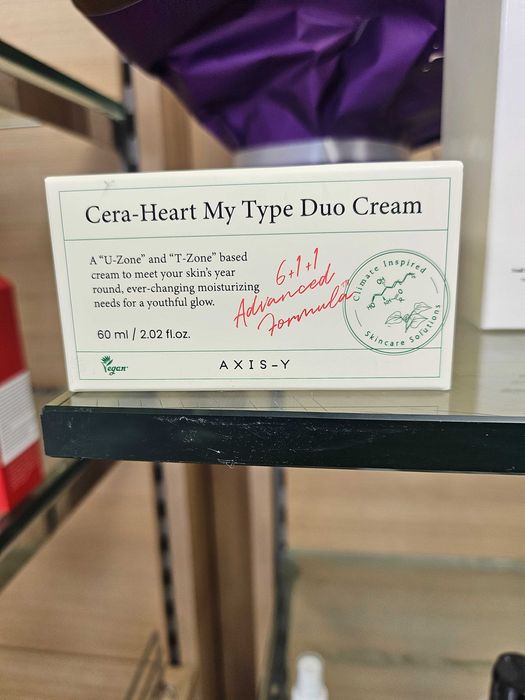 Cera-Heart My Type Duo Cream
A “U-Zone” and “T-Zone” based
cream to meet your skin’s year
round, ever-changing moisturizing
needs for a youthful glow.
6+1+1
Advanced
Formula™
Climate Inspired
Skincare Solutions
60 ml / 2.02 fl.oz.
Vegan
AXIS-Y